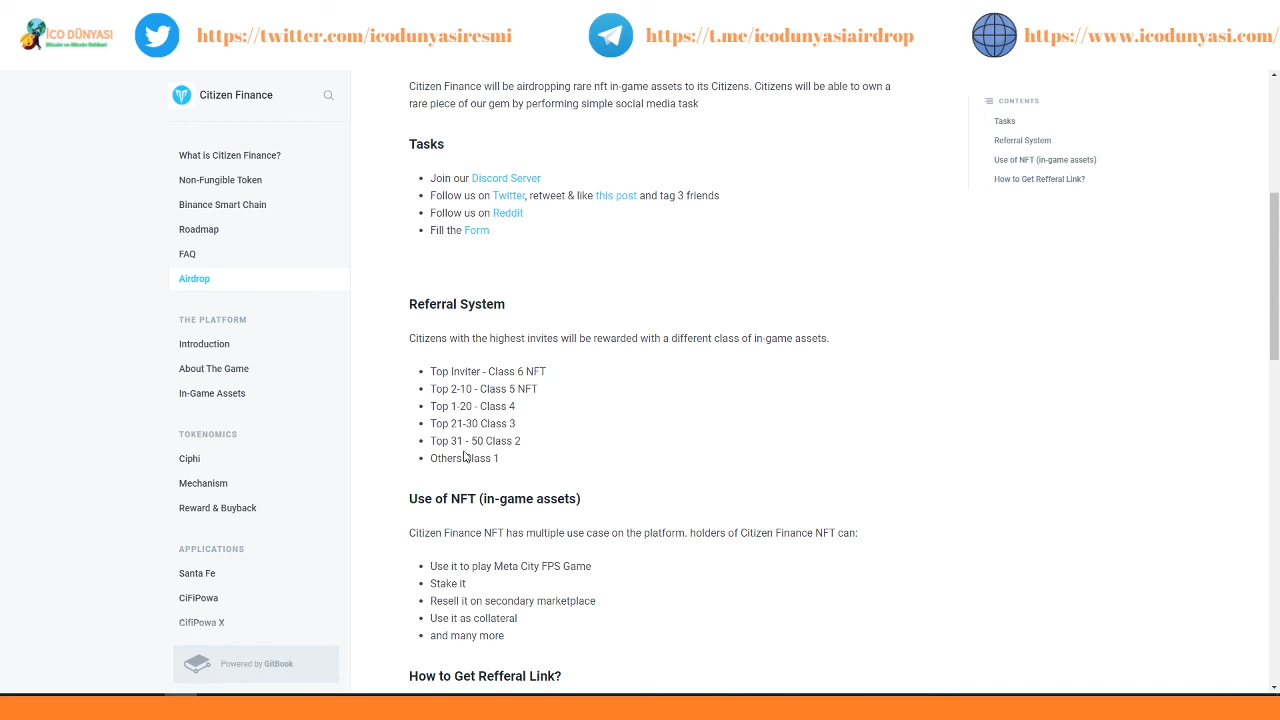 İCO DÜNYASI
Bitcoin ve Altcoin Rehberi
https://twitter.com/icodunyasiresmi
https://t.me/icodunyasiairdrop
https://www.icodunyasi.com/
Citizen Finance
What is Citizen Finance?
Non-Fungible Token
Binance Smart Chain
Roadmap
FAQ
Airdrop
THE PLATFORM
Introduction
About The Game
In-Game Assets
TOKENOMICS
Ciphi
Mechanism
Reward & Buyback
APPLICATIONS
Santa Fe
CiFiPowa
CifiPowa X
Powered by GitBook
Citizen Finance will be airdropping rare nft in-game assets to its Citizens. Citizens will be able to own a
rare piece of our gem by performing simple social media task
Tasks
Join our Discord Server
Follow us on Twitter, retweet & like this post and tag 3 friends
Follow us on Reddit
Fill the Form
Referral System
Citizens with the highest invites will be rewarded with a different class of in-game assets.
Top Inviter - Class 6 NFT
Top 2-10 - Class 5 NFT
Top 1-20 - Class 4
Top 21-30 Class 3
Top 31 - 50 Class 2
Others Class 1
Use of NFT (in-game assets)
Citizen Finance NFT has multiple use case on the platform. holders of Citizen Finance NFT can:
Use it to play Meta City FPS Game
Stake it
Resell it on secondary marketplace
Use it as collateral
and many more
How to Get Refferal Link?
CONTENTS
Tasks
Referral System
Use of NFT (in-game assets)
How to Get Refferal Link?